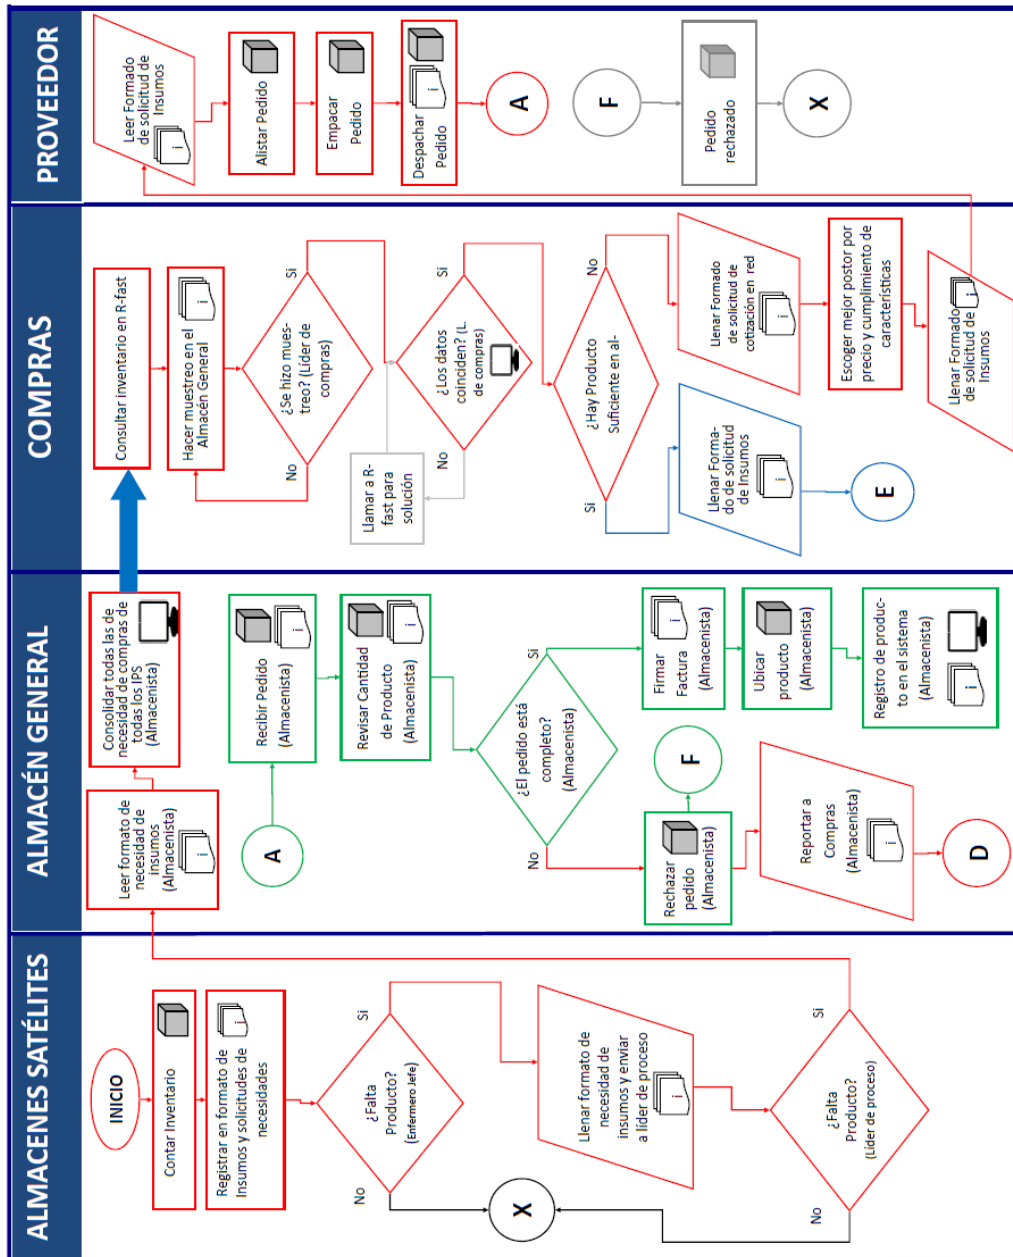 ALMACENES SATÉLITES
INICIO
Contar Inventario
Registrar en formato de
Insumos y solicitudes de
necesidades
i
¿Falta
Producto?
(Enfermero Jefe)
No
Si
X
Llenar formato de
necesidad de
insumos y enviar
a líder de proceso
i
¿Falta
Producto?
(Líder de proceso)
No
Si
ALMACÉN GENERAL
Leer formato de
necesidad de
insumos
(Almacenista)
i
Consolidar todas las de
necesidad de compras de
todas los IPS
(Almacenista)
A
Recibir Pedido
(Almacenista)
i
Revisar Cantidad
de Producto
(Almacenista)
i
¿El pedido está
completo?
(Almacenista)
No
Si
Rechazar
pedido
(Almacenista)
F
Reportar a
Compras
(Almacenista)
i
D
Firmar
Factura
(Almacenista)
i
Ubicar
producto
(Almacenista)
Registro de produc-
to en el sistema
(Almacenista)
i
COMPRAS
Consultar inventario en R-fast
Hacer muestreo en el
Almacén General
i
¿Se hizo mues-
treo? (Líder de
compras)
No
Si
Llamar a R-
fast para
solución
¿Los datos
coinciden? (L.
de compras)
No
Si
¿Hay Producto
Suficiente en al-
Si
No
Llenar Forma-
do de solicitud
de Insumos
i
E
Llenar Formado
de solicitud de
cotización en red
i
Escoger mejor postor por
precio y cumplimiento de
características
Llenar Formado
de solicitud de
Insumos
i
PROVEEDOR
Leer Formado
de solicitud de
Insumos
i
Alistar Pedido
Empacar
Pedido
Despachar
Pedido
i
A
F
Pedido
rechazado
X